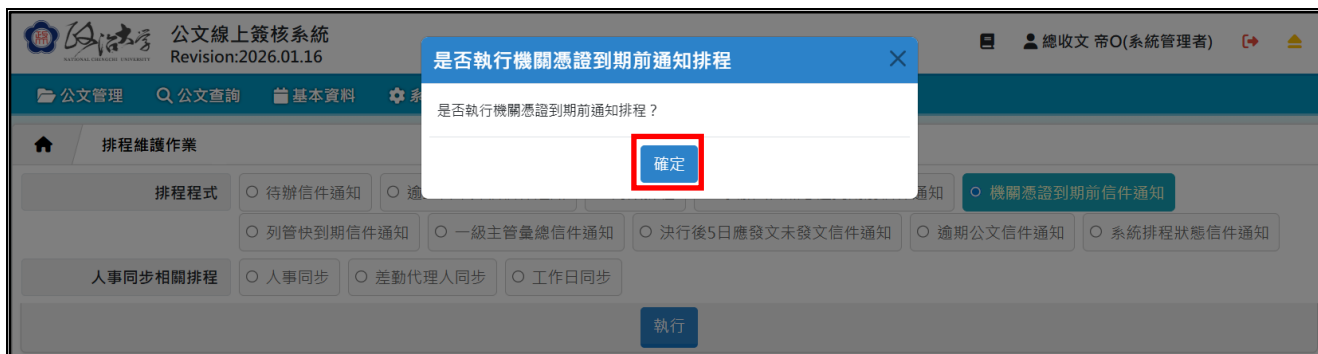 政治大學
NATIONAL CHENGCHI UNIVERSITY
公文線上簽核系統
Revision:2026.01.16
總收文 帝O(系統管理者)
公文管理 公文查詢 基本資料 系
是否執行機關憑證到期前通知排程
是否執行機關憑證到期前通知排程？
確定
排程維護作業
排程程式 待辦信件通知 逾 通知 機關憑證到期前信件通知
列管快到期信件通知 一級主管彙總信件通知 決行後5日應發文未發文信件通知 逾期公文信件通知 系統排程狀態信件通知
人事同步相關排程 人事同步 差勤代理人同步 工作日同步
執行